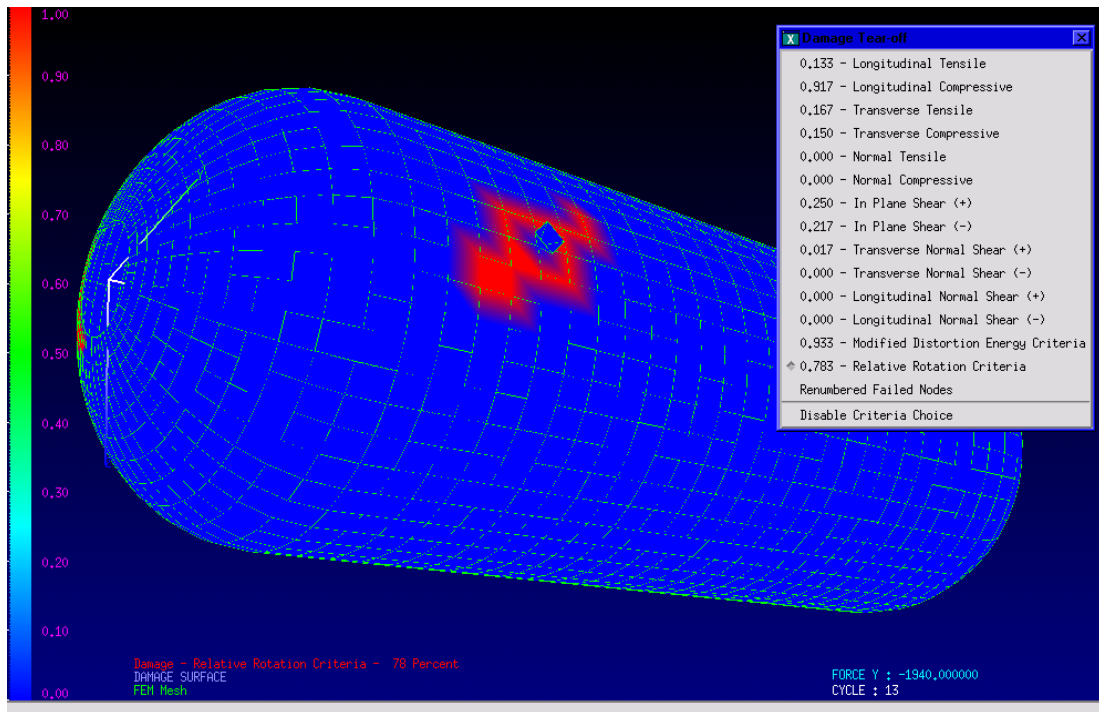 1.00
0.90
0.80
0.70
0.60
0.50
0.40
0.30
0.20
0.10
0.00
X Damage Tear-off X
0.133 - Longitudinal Tensile
0.917 - Longitudinal Compressive
0.167 - Transverse Tensile
0.150 - Transverse Compressive
0.000 - Normal Tensile
0.000 - Normal Compressive
0.250 - In Plane Shear (+)
0.217 - In Plane Shear (-)
0.017 - Transverse Normal Shear (+)
0.000 - Transverse Normal Shear (-)
0.000 - Longitudinal Normal Shear (+)
0.000 - Longitudinal Normal Shear (-)
0.933 - Modified Distortion Energy Criteria
0.783 - Relative Rotation Criteria
Renumbered Failed Nodes
Disable Criteria Choice
Damage - Relative Rotation Criteria - 78 Percent
DAMAGE SURFACE
FEM Mesh
FORCE Y : -1940.000000
CYCLE : 13